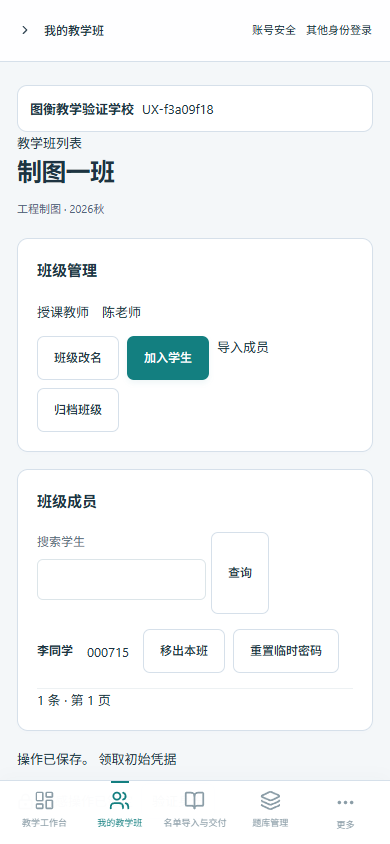 我的教学班 账号安全 其他身份登录
图衡教学验证学校 UX-f3a09f18
教学班列表
制图一班
工程制图 · 2026秋
班级管理
授课教师 陈老师
班级改名 加入学生 导入成员
归档班级
班级成员
搜索学生
查询
李同学 000715 移出本班 重置临时密码
1 条 · 第 1 页
操作已保存。 领取初始凭据
教学工作台 我的教学班 名单导入与交付 题库管理 更多